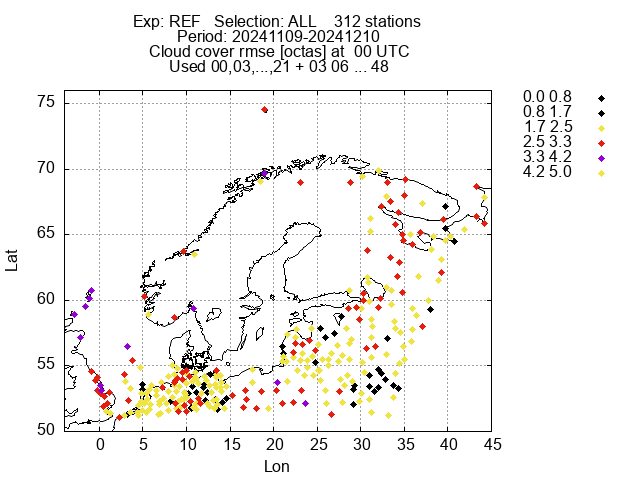 Exp: REF Selection: ALL 312 stations
Period: 20241109-20241210
Cloud cover rmse [octas] at 00 UTC
Used 00,03,...,21 + 03 06 ... 48
0.0 0.8
0.8 1.7
1.7 2.5
2.5 3.3
3.3 4.2
4.2 5.0
75
70
65
60
55
50
Lat
0 5 10 15 20 25 30 35 40 45
Lon